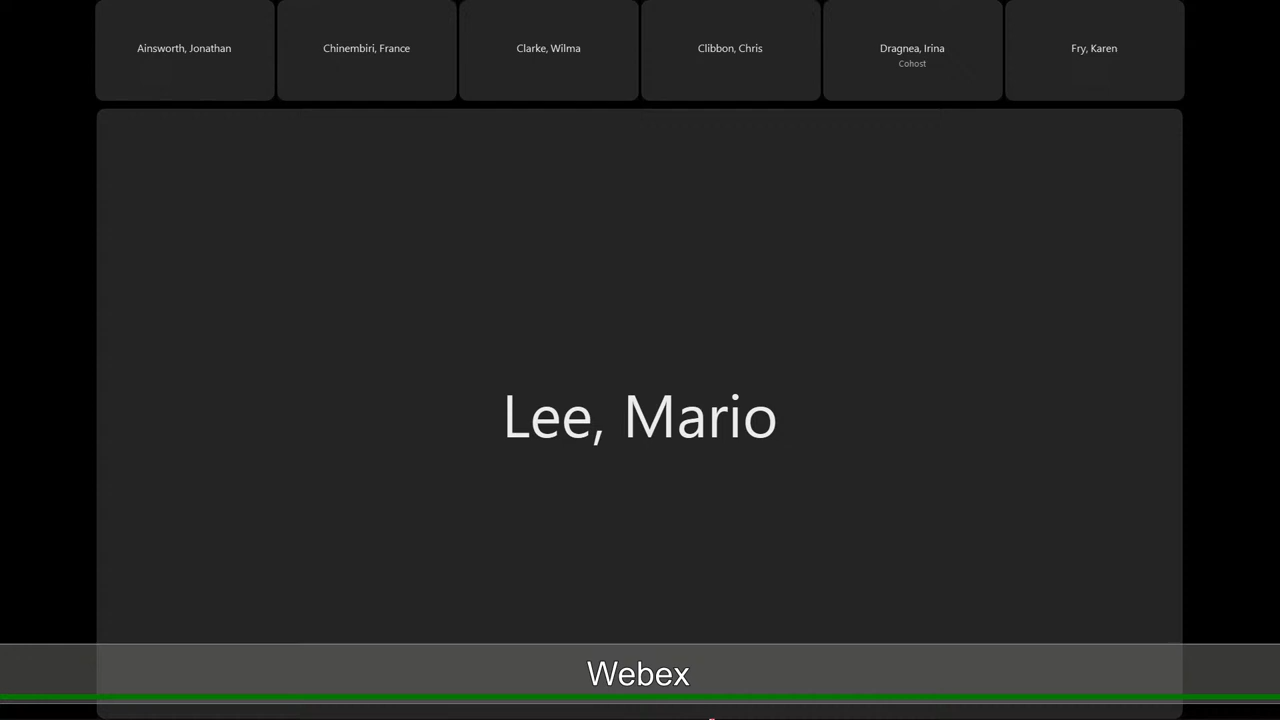 Ainsworth, Jonathan
Chinembiri, France
Clarke, Wilma
Clibbon, Chris
Dragnea, Irina
Cohost
Fry, Karen
Lee, Mario
Webex